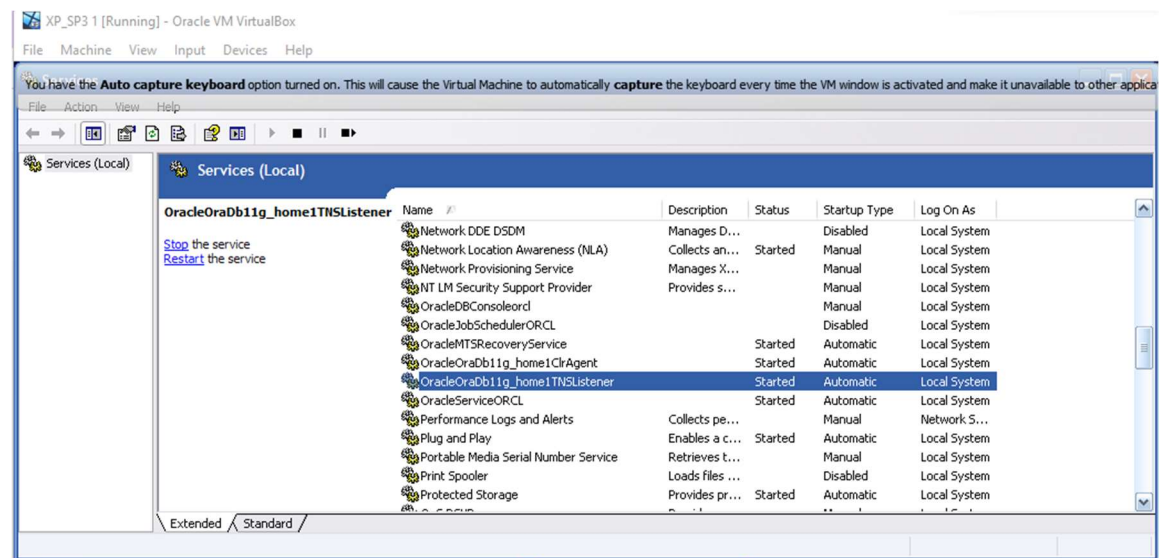 XP_SP3 1 [Running] - Oracle VM VirtualBox
File Machine View Input Devices Help
You have the Auto capture keyboard option turned on. This will cause the Virtual Machine to automatically capture the keyboard every time the VM window is activated and make it unavailable to other applica
File Action View Help
Services (Local)
Services (Local)
OracleOraDb11g_home1TNSListener
Stop the service
Restart the service
Name Description Status Startup Type Log On As
Network DDE DSDM Manages D... Disabled Local System
Network Location Awareness (NLA) Collects an... Started Manual Local System
Network Provisioning Service Manages X... Manual Local System
NT LM Security Support Provider Provides s... Manual Local System
OracleDBConsoleorcl Manual Local System
OracleJobSchedulerORCL Disabled Local System
OracleMTSRecoveryService Started Automatic Local System
OracleOraDb11g_home1ClrAgent Started Automatic Local System
OracleOraDb11g_home1TNSListener Started Automatic Local System
OracleServiceORCL Started Automatic Local System
Performance Logs and Alerts Collects pe... Manual Network S...
Plug and Play Enables a c... Started Automatic Local System
Portable Media Serial Number Service Retrieves t... Manual Local System
Print Spooler Loads files ... Disabled Local System
Protected Storage Provides pr... Started Automatic Local System
Extended Standard